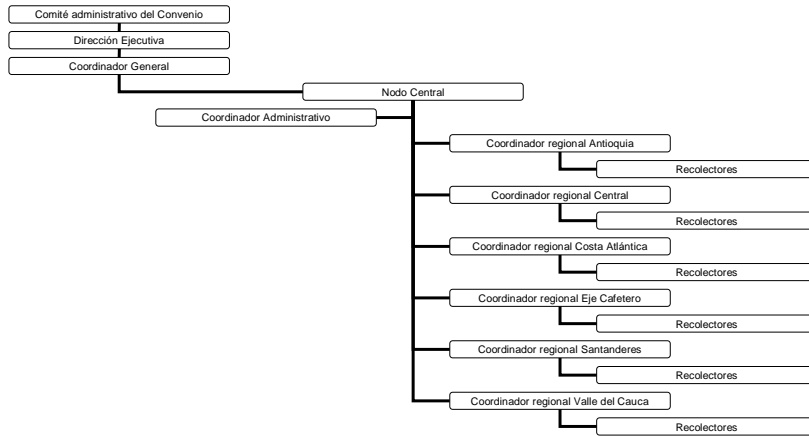 Comité administrativo del Convenio
Dirección Ejecutiva
Coordinador General
Nodo Central
Coordinador Administrativo
Coordinador regional Antioquia
Recolectores
Coordinador regional Central
Recolectores
Coordinador regional Costa Atlántica
Recolectores
Coordinador regional Eje Cafetero
Recolectores
Coordinador regional Santanderes
Recolectores
Coordinador regional Valle del Cauca
Recolectores